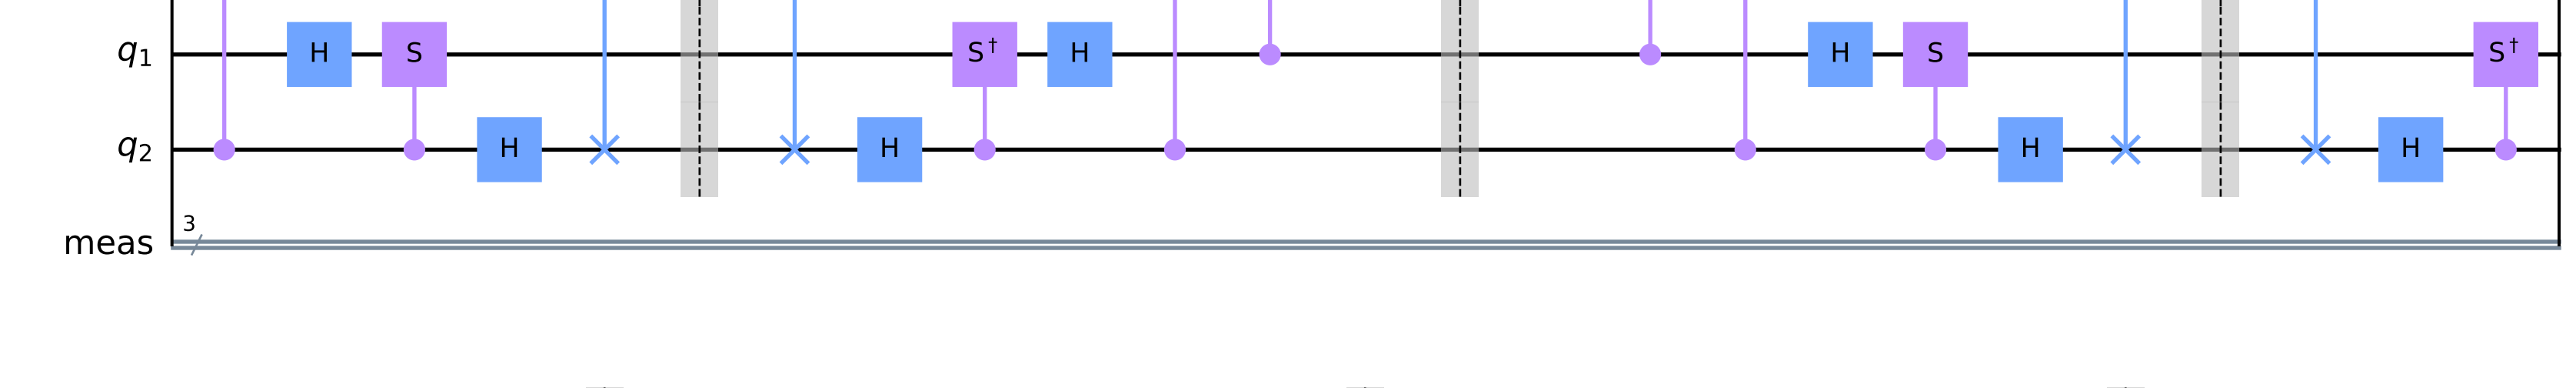 q1 H S S† H H S S†
q2 H H H H
3
meas